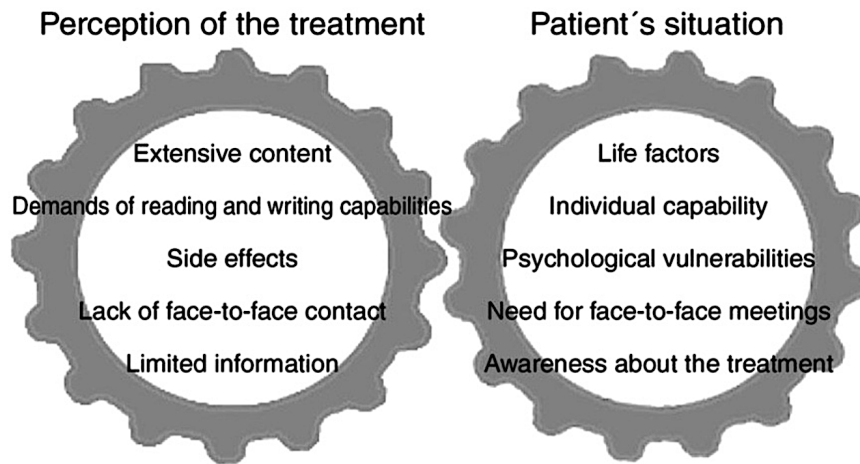 Perception of the treatment
Extensive content
Demands of reading and writing capabilities
Side effects
Lack of face-to-face contact
Limited information
Patient´s situation
Life factors
Individual capability
Psychological vulnerabilities
Need for face-to-face meetings
Awareness about the treatment